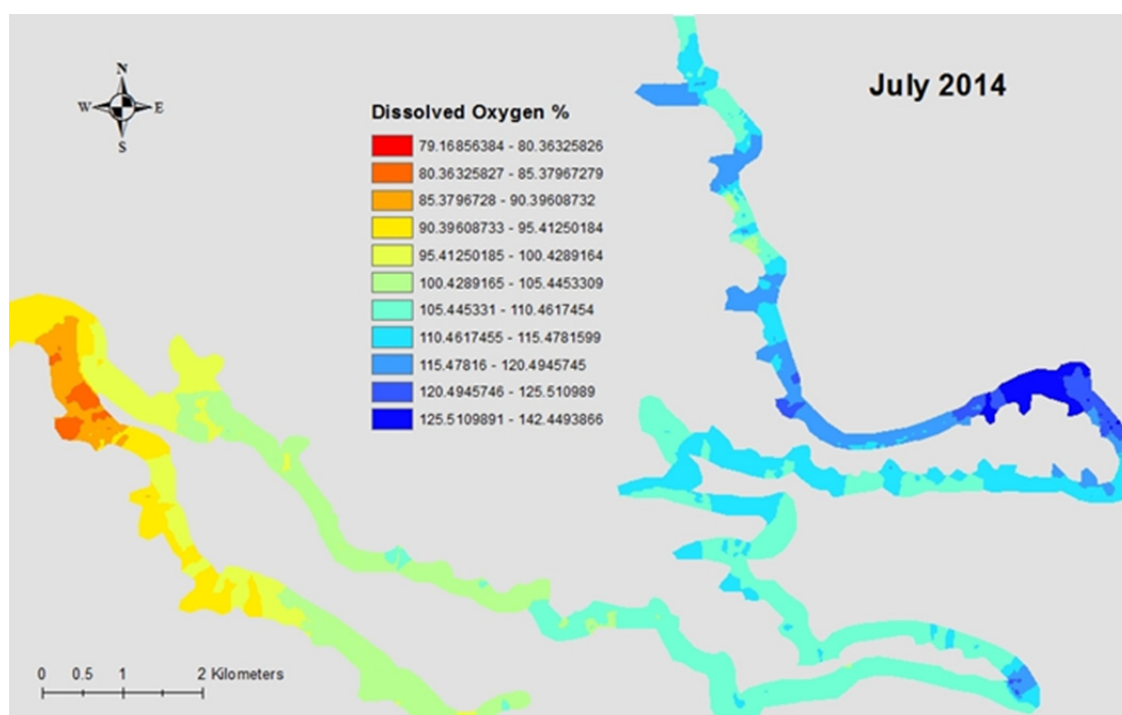 N
W E
S
July 2014
Dissolved Oxygen %
79.16856384 - 80.36325826
80.36325827 - 85.37967279
85.3796728 - 90.39608732
90.39608733 - 95.41250184
95.41250185 - 100.4289164
100.4289165 - 105.4453309
105.445331 - 110.4617454
110.4617455 - 115.4781599
115.47816 - 120.4945745
120.4945746 - 125.510989
125.5109891 - 142.4493866
0 0.5 1 2 Kilometers